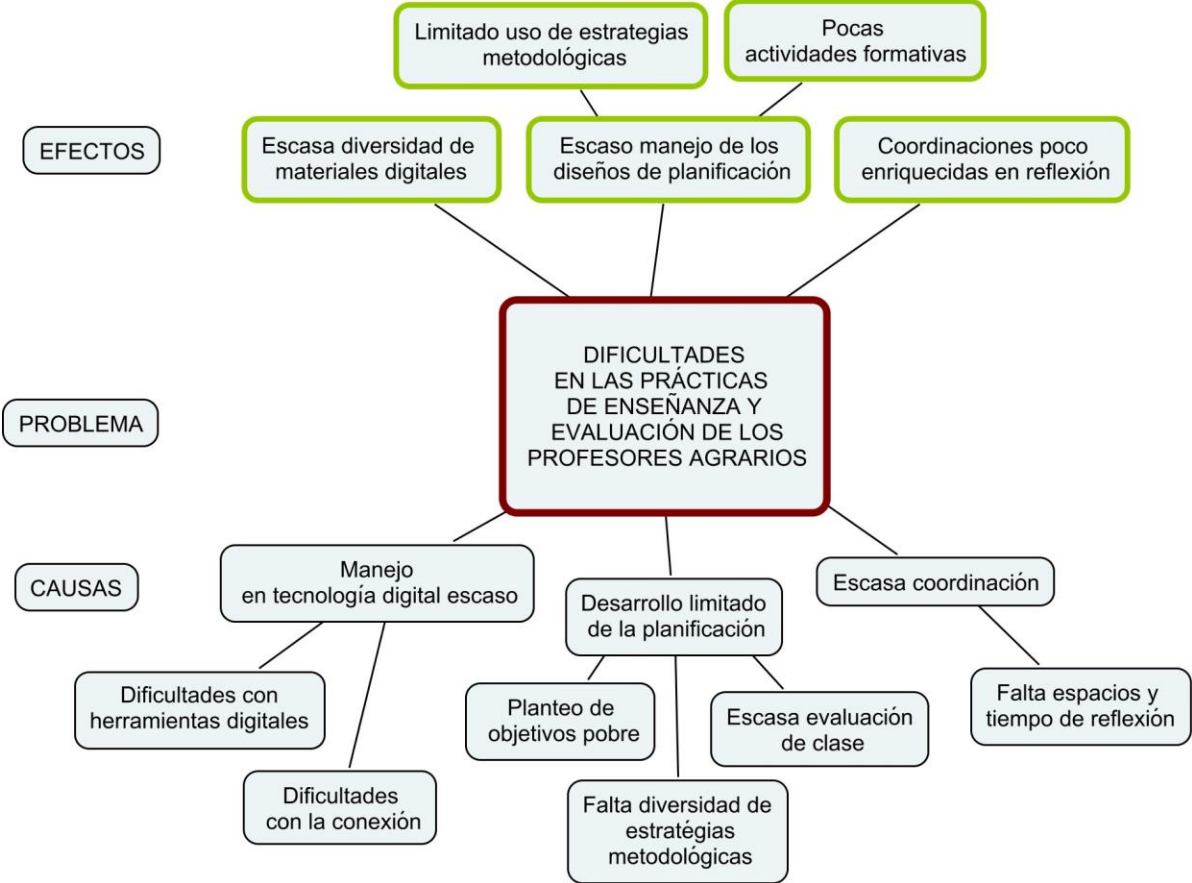 Limitado uso de estrategias
metodológicas
Pocas
actividades formativas
EFECTOS
Escasa diversidad de
materiales digitales
Escaso manejo de los
diseños de planificación
Coordinaciones poco
enriquecidas en reflexión
PROBLEMA
DIFICULTADES
EN LAS PRÁCTICAS
DE ENSEÑANZA Y
EVALUACIÓN DE LOS
PROFESORES AGRARIOS
CAUSAS
Manejo
en tecnología digital escaso
Desarrollo limitado
de la planificación
Escasa coordinación
Dificultades con
herramientas digitales
Dificultades
con la conexión
Planteo de
objetivos pobre
Falta diversidad de
estratégias
metodológicas
Escasa evaluación
de clase
Falta espacios y
tiempo de reflexión